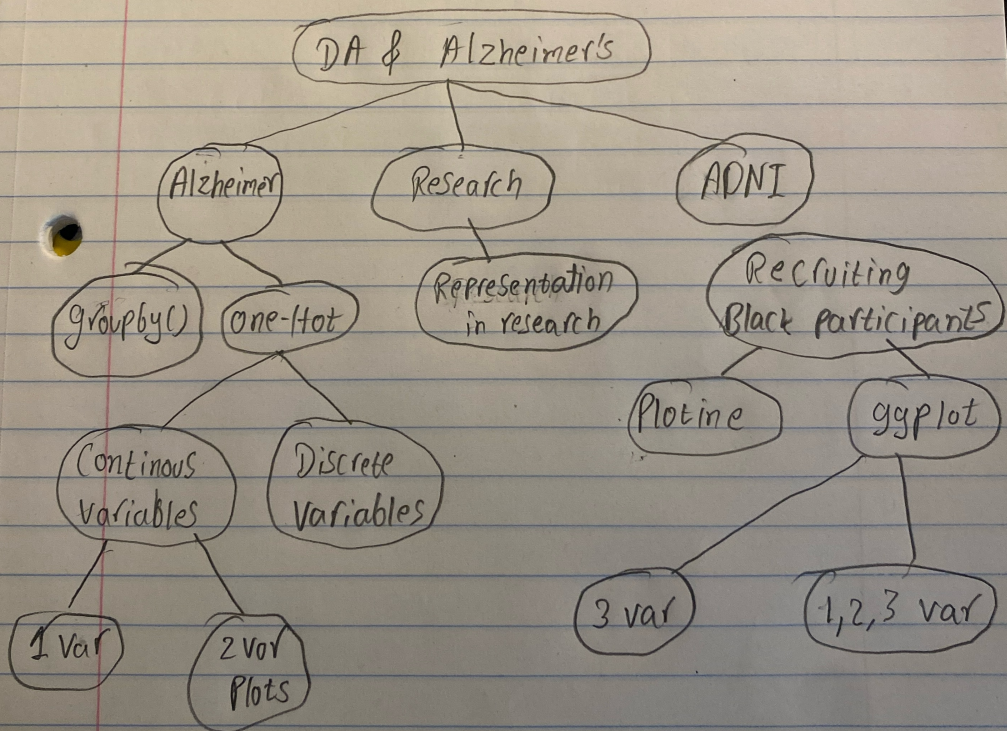 DA & Alzheimer's
Alzheimer
Research
ADNI
groupby()
one-Hot
Representation
in research
Recruiting
Black participants
Plotine
ggplot
Continous
variables
Discrete
variables
3 var
1,2,3 var
1 var
2 var
Plots